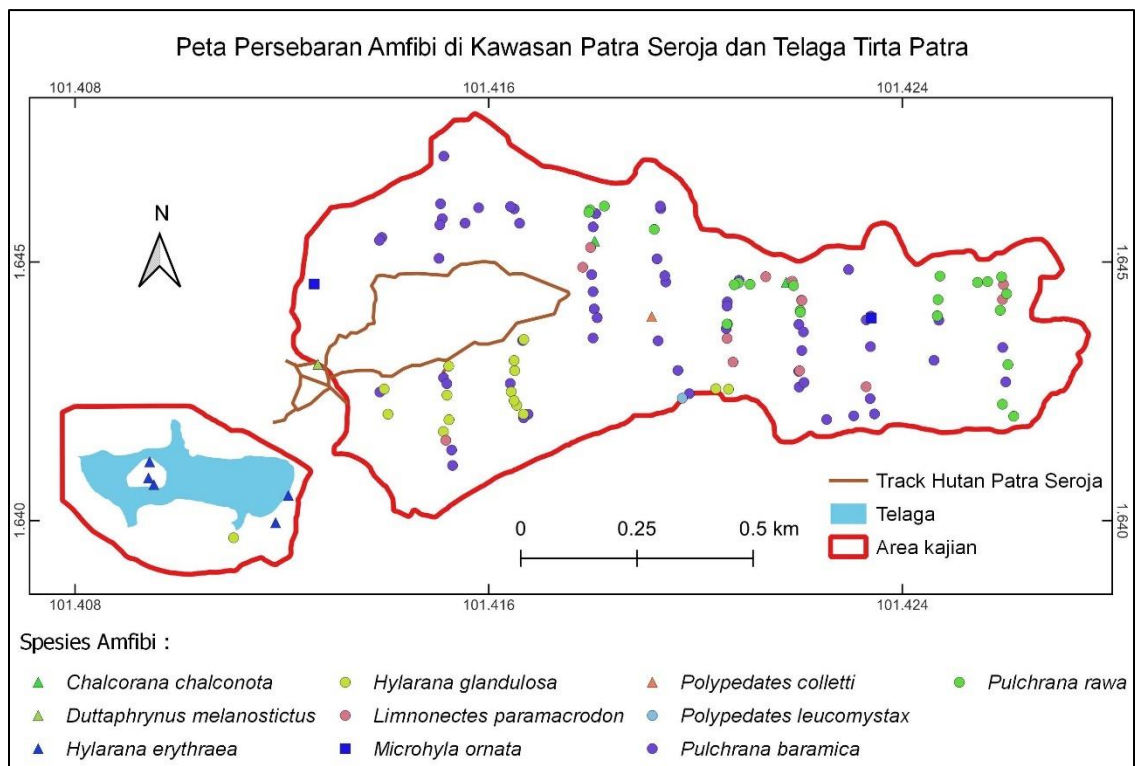 Peta Persebaran Amfibi di Kawasan Patra Seroja dan Telaga Tirta Patra
101.408 101.416 101.424
N
1.645 1.645
Track Hutan Patra Seroja
0 0.25 0.5 km
Telaga
1.640 1.640
Area kajian
101.408 101.416 101.424
Spesies Amfibi :
Chalcorana chalconota Hylarana glandulosa Polypedates colletti Pulchrana rawa
Duttaphrynus melanostictus Limnonectes paramacrodon Polypedates leucomystax
Hylarana erythraea Microhyla ornata Pulchrana baramica